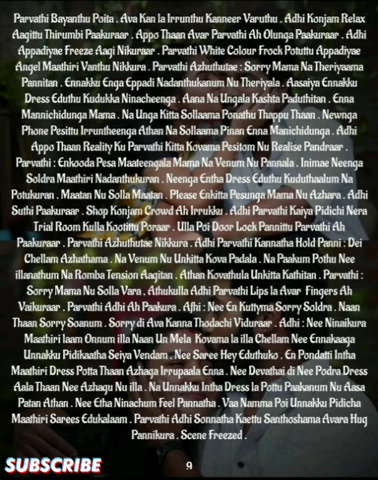 Parvathi Bayanthu Poita . Ava Kan la Irrunthu Kanneer Varuthu . Adhi Konjam Relax
Aagittu Thirumbi Paakuraar . Appo Thaan Avar Parvathi Ah Olunga Paakuraar . Adhi
Appadiyae Freeze Aagi Nikuraar . Parvathi White Colour Frock Potuttu Appadiyae
Angel Maathiri Vanthu Nikkura . Parvathi Azhuthutae : Sorry Mama Na Theriyaama
Pannitan . Ennakku Enga Eppadi Nadanthukanum Nu Theriyala . Aasaiya Ennakku
Dress Eduthu Kudukka Ninacheenga . Aana Na Ungala Kashta Paduthitan . Enna
Mannichidunga Mama . Na Unga Kitta Sollaama Ponathu Thappu Thaan . Neenga
Phone Pesittu Irruntheenga Athan Na Sollaama Pinan Enna Manichidunga . Adhi
Appo Thaan Reality Ku Parvathi Kitta Kovama Pesitom Nu Realise Pandraar .
Parvathi : Enkooda Pesa Maateengala Mama Na Venum Nu Pannala . Inimae Neenga
Soldra Maathiri Nadanthukuran . Neenga Entha Dress Eduthu Kuduthaalum Na
Potukuran . Maatan Nu Solla Maatan . Please Enkitta Pesunga Mama Nu Azhura . Adhi
Suthi Paakuraar . Shop Konjam Crowd Ah Irrukku . Adhi Parvathi Kaiya Pidichi Nera
Trial Room Kulla Kootittu Poraar . Ulla Poi Door Lock Pannittu Parvathi Ah
Paakuraar . Parvathi Azhuthutae Nikkura . Adhi Parvathi Kannatha Hold Panni : Dei
Chellam Azhathama . Na Venum Nu Unkitta Kova Padala . Na Paakum Pothu Nee
illanathum Na Romba Tension Aagitan . Athan Kovathula Unkitta Kathitan . Parvathi :
Sorry Mama Nu Solla Vara , Athukulla Adhi Parvathi Lips la Avar Fingers Ah
Vaikuraar . Parvathi Adhi Ah Paakura . Afhi : Nee En Kuttyma Sorry Soldra . Naan
Thaan Sorry Soanum . Sorry di Ava Kanna Thodachi Viduraar . Adhi : Nee Ninaikura
Maathiri laam Onnum illa Naan Un Mela Kovama la illa Chellam Nee Ennakaaga
Unnakku Pidikaatha Seiya Vendam . Nee Saree Hey Eduthuko . En Pondatti Intha
Maathiri Dress Potta Thaan Azhaga Irrupaala Enna . Nee Devathai di Nee Podra Dress
Aala Thaan Nee Azhagu Nu illa . Na Unnakku Intha Dress la Pottu Paakanum Nu Aasa
Patan Athan . Nee Etha Ninachum Feel Pannatha . Vaa Namma Poi Unnakku Pidicha
Maathiri Sarees Edukalaam . Parvathi Adhi Sonnatha Kaettu Santhoshama Avara Hug
Pannikura . Scene Freezed .
SUBSCRIBE
9